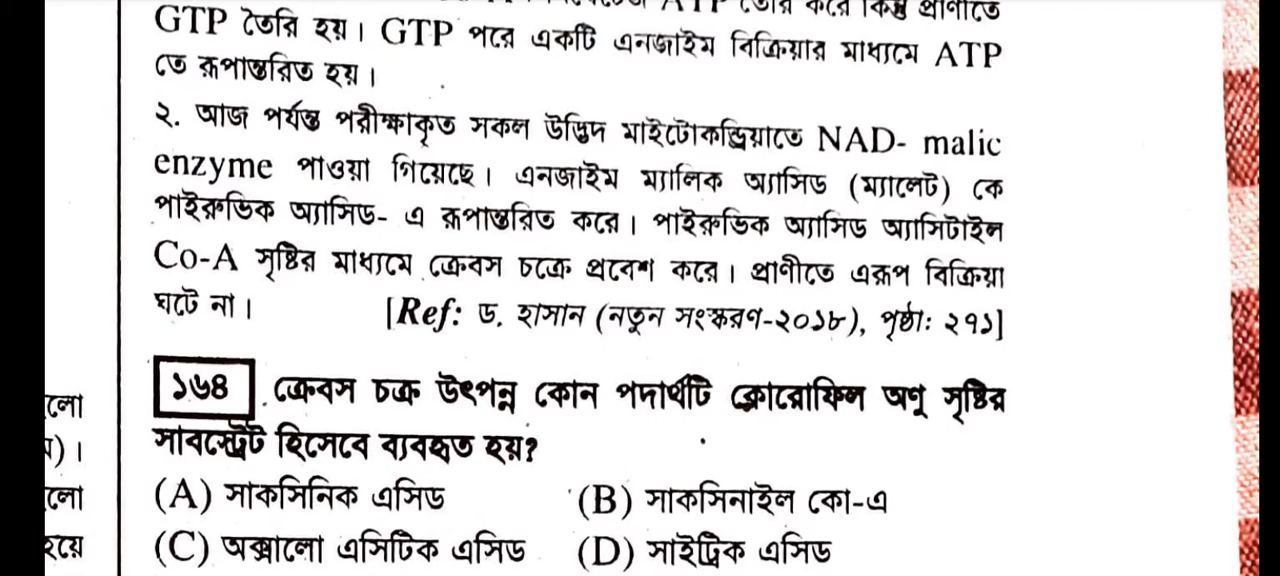 ATP তৈরি করে কিন্তু প্রাণীতে
GTP তৈরি হয়। GTP পরে একটি এনজাইম বিক্রিয়ার মাধ্যমে ATP
তে রূপান্তরিত হয়।
২. আজ পর্যন্ত পরীক্ষাকৃত সকল উদ্ভিদ মাইটোকন্ড্রিয়াতে NAD- malic
enzyme পাওয়া গিয়েছে। এনজাইম ম্যালিক অ্যাসিড (ম্যালেট) কে
পাইরুভিক অ্যাসিড- এ রূপান্তরিত করে। পাইরুভিক অ্যাসিড অ্যাসিটাইল
Co-A সৃষ্টির মাধ্যমে ক্রেবস চক্রে প্রবেশ করে। প্রাণীতে এরূপ বিক্রিয়া
ঘটে না। [Ref: ড. হাসান (নতুন সংস্করণ-২০১৮), পৃষ্ঠা: ২৭১]
১৬৪ . ক্রেবস চক্র উৎপন্ন কোন পদার্থটি ক্লোরোফিল অণু সৃষ্টির
সাবস্ট্রেট হিসেবে ব্যবহৃত হয়?
(A) সাকসিনিক এসিড (B) সাকসিনাইল কো-এ
(C) অক্সালো এসিটিক এসিড (D) সাইট্রিক এসিড